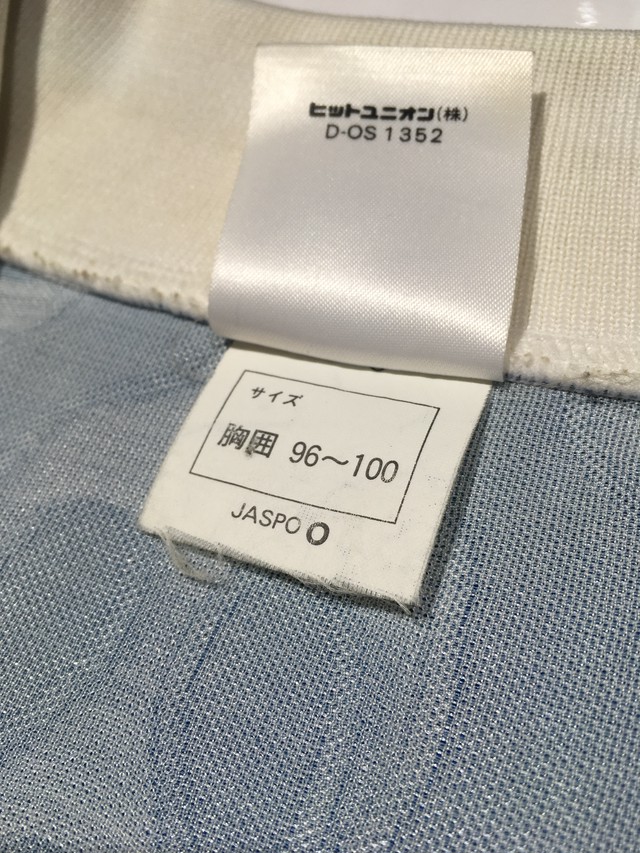 ヒットユニオン(株)
D-OS 1352
サイズ
胸囲 96〜100
JASPO O